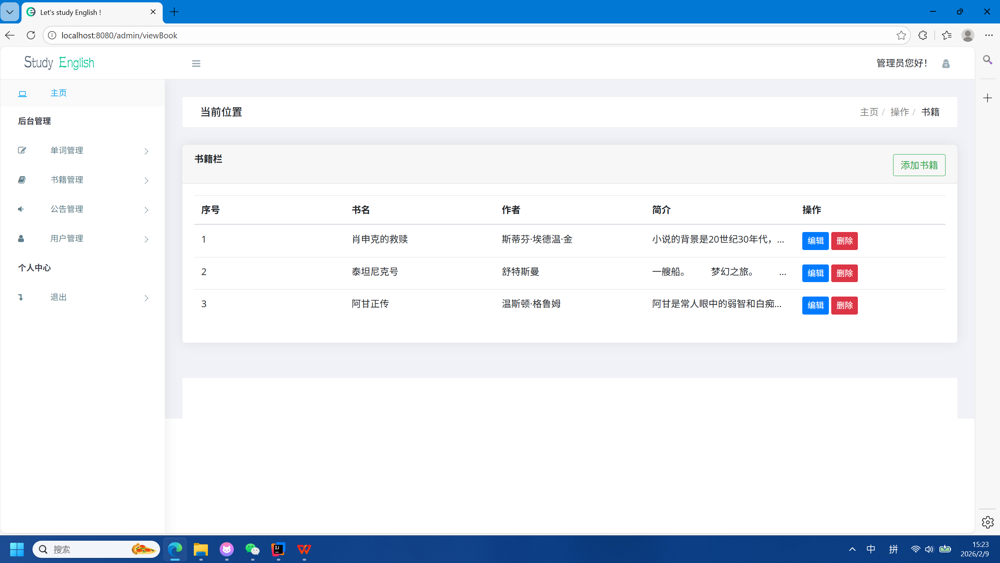 Let's study English !
localhost:8080/admin/viewBook
Study English
管理员您好！
主页
后台管理
单词管理
书籍管理
公告管理
用户管理
个人中心
退出
当前位置
主页 / 操作 / 书籍
书籍栏
添加书籍
序号 书名 作者 简介 操作
1 肖申克的救赎 斯蒂芬·埃德温·金 小说的背景是20世纪30年代，... 编辑 删除
2 泰坦尼克号 舒特斯曼 一艘船。 梦幻之旅。 ... 编辑 删除
3 阿甘正传 温斯顿·格鲁姆 阿甘是常人眼中的弱智和白痴... 编辑 删除
搜索
中 拼
15:23
2026/2/9